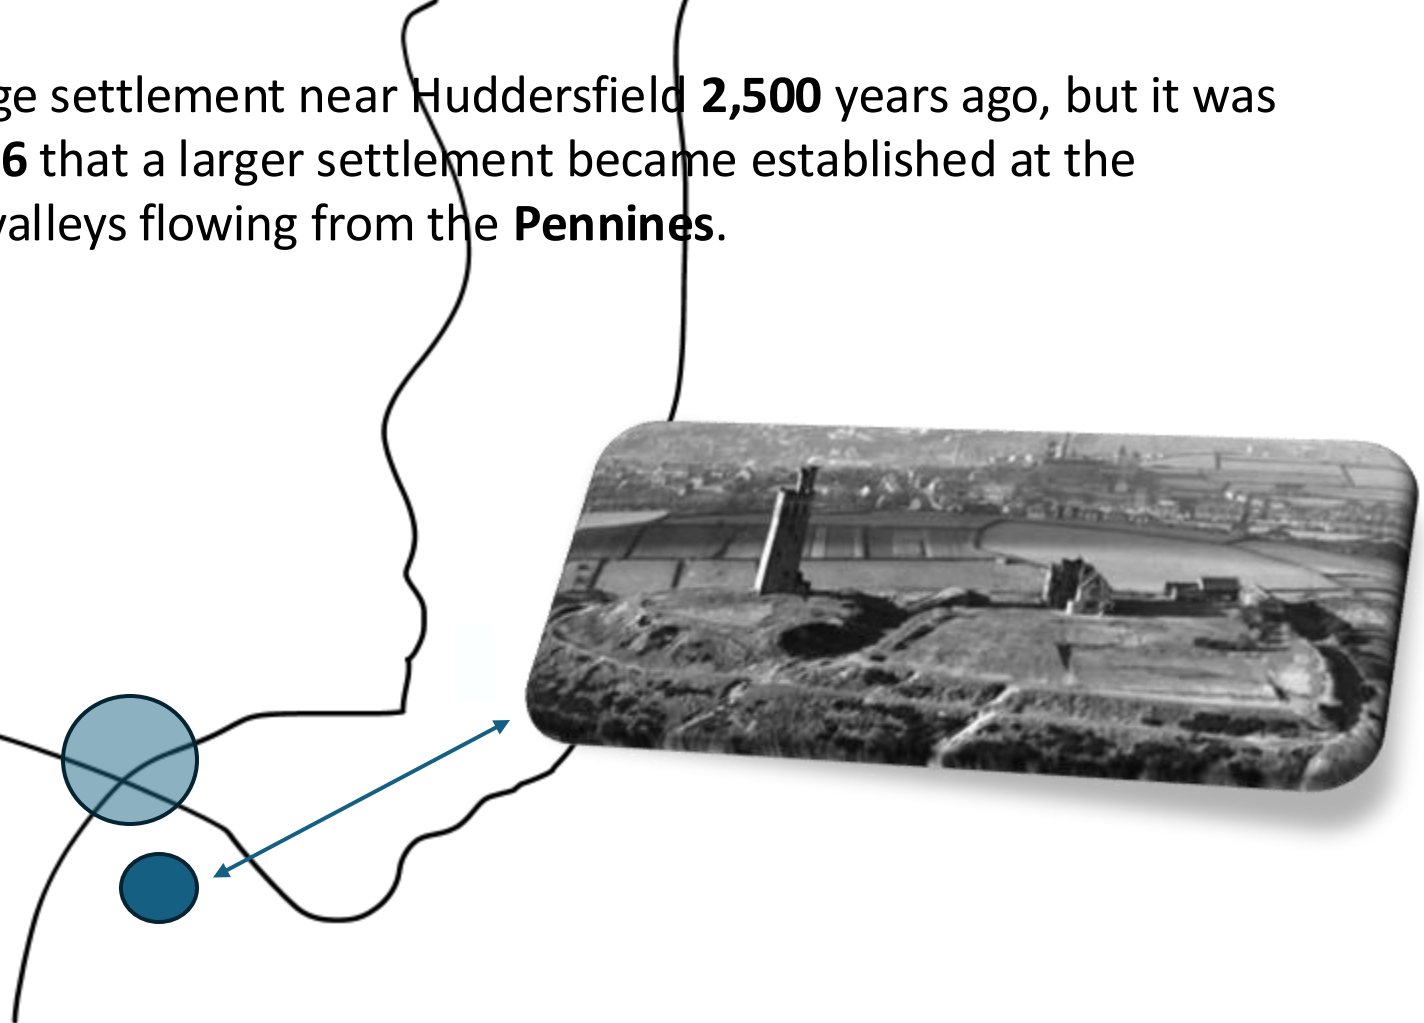 ge settlement near Huddersfield 2,500 years ago, but it was
6 that a larger settlement became established at the
valleys flowing from the Pennines.